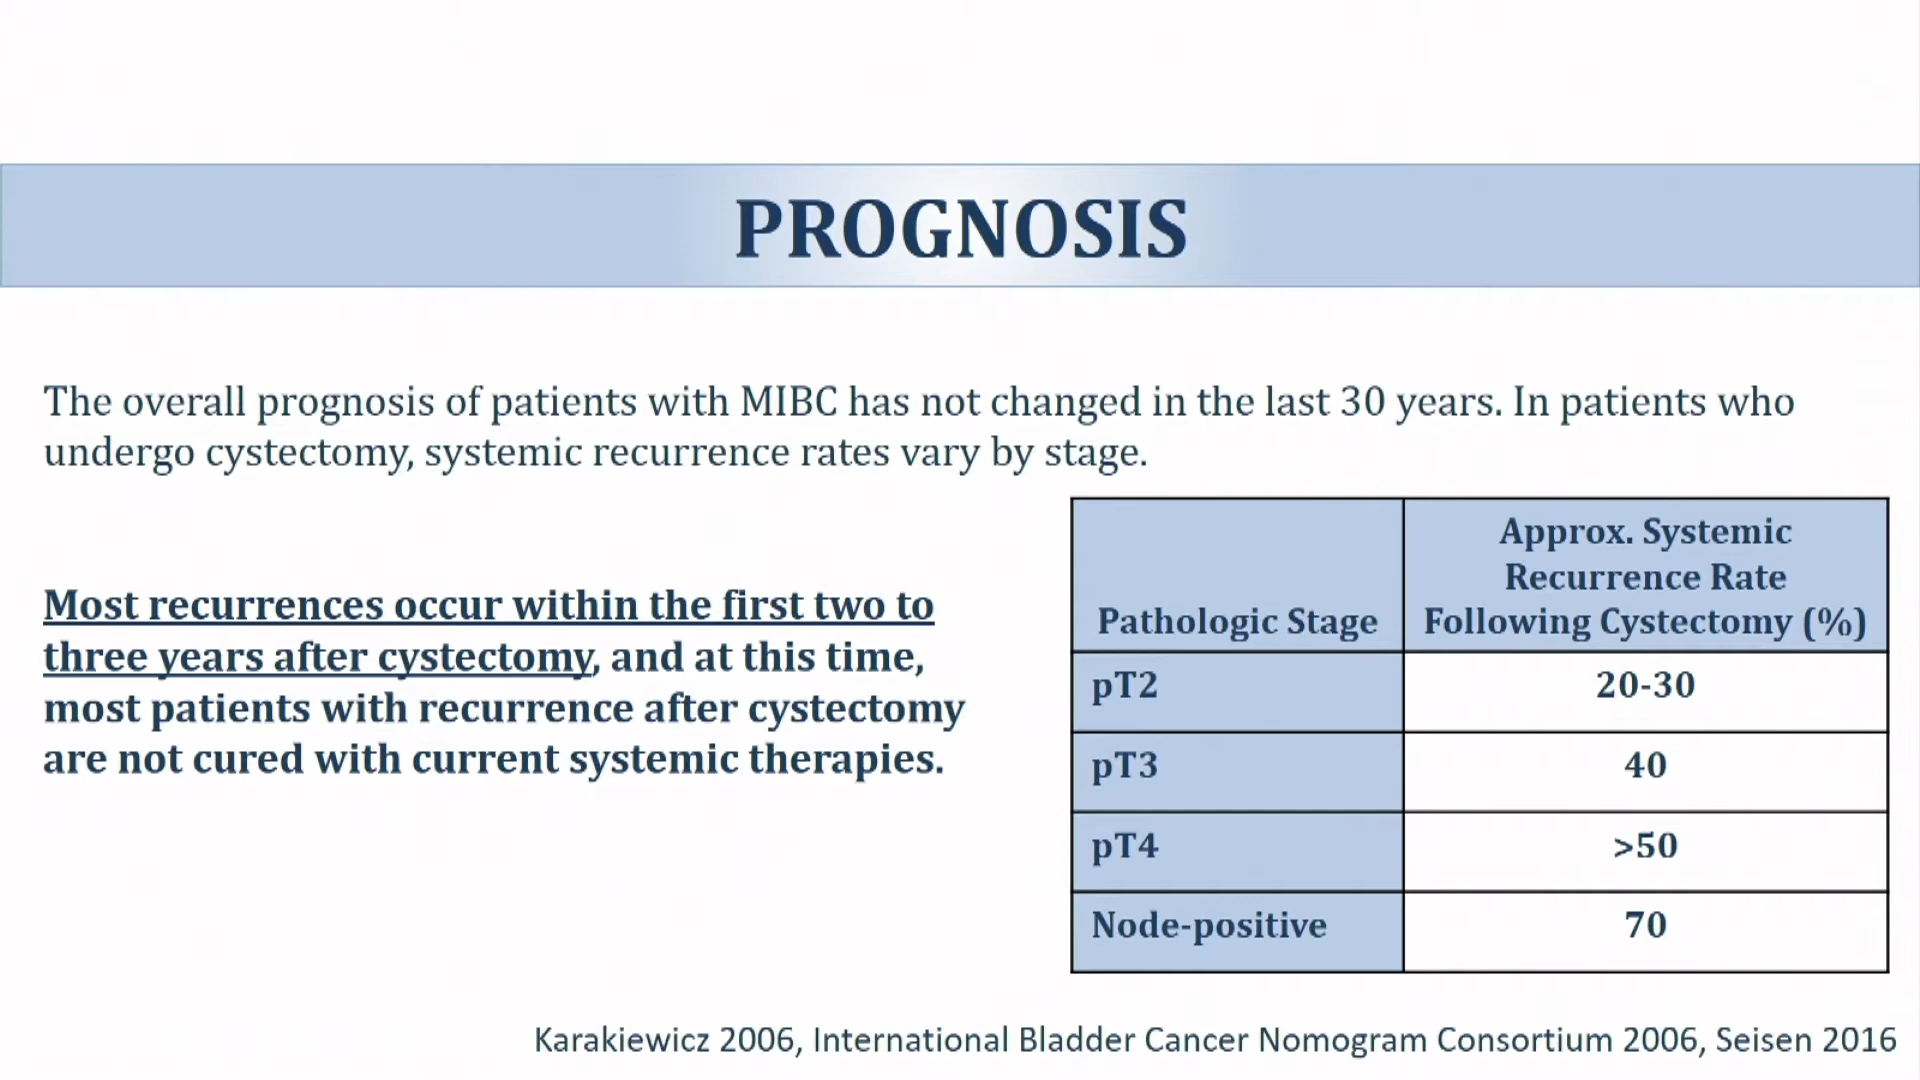 PROGNOSIS
The overall prognosis of patients with MIBC has not changed in the last 30 years. In patients who
undergo cystectomy, systemic recurrence rates vary by stage.
Most recurrences occur within the first two to
three years after cystectomy, and at this time,
most patients with recurrence after cystectomy
are not cured with current systemic therapies.
Approx. Systemic
Recurrence Rate
Pathologic Stage Following Cystectomy (%)
pT2 20-30
pT3 40
pT4 >50
Node-positive 70
Karakiewicz 2006, International Bladder Cancer Nomogram Consortium 2006, Seisen 2016